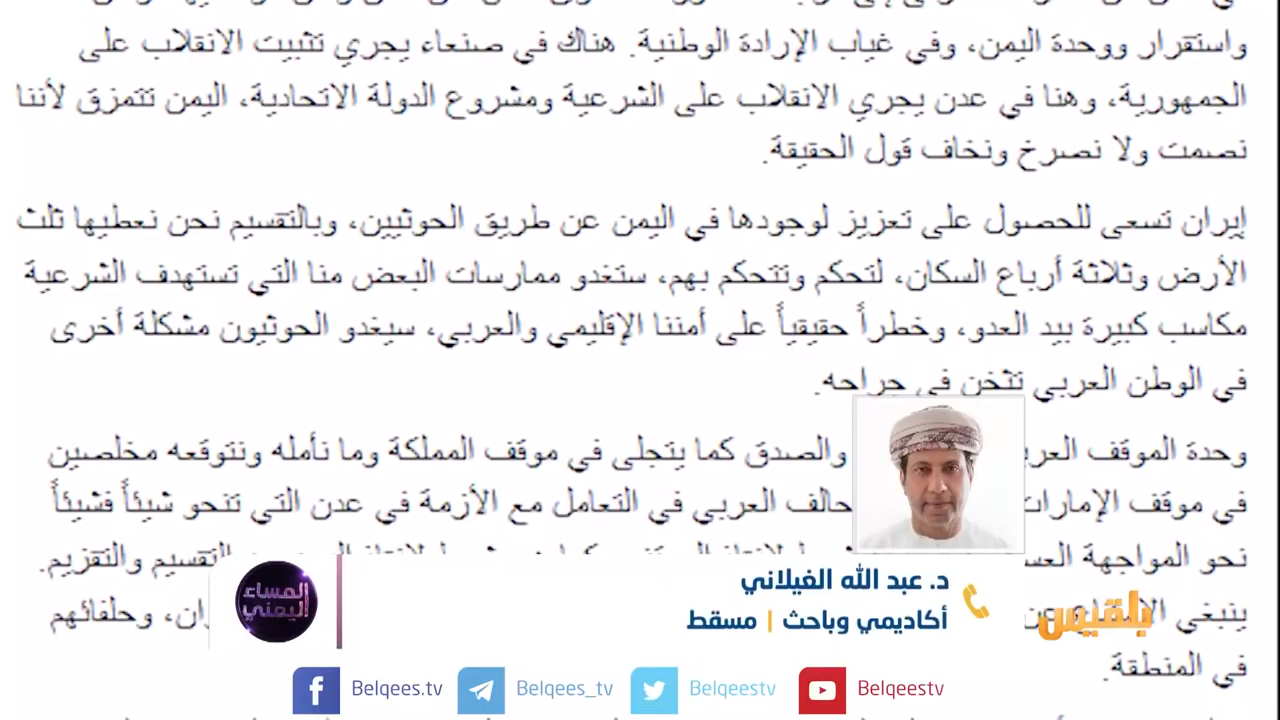 واستقرار ووحدة اليمن، وفي غياب الإرادة الوطنية. هناك في صنعاء يجري تثبيت الانقلاب على
الجمهورية، وهنا في عدن يجري الانقلاب على الشرعية ومشروع الدولة الاتحادية، اليمن تتمزق لأننا
نصمت ولا نصرخ ونخاف قول الحقيقة.
إيران تسعى للحصول على تعزيز لوجودها في اليمن عن طريق الحوثيين، وبالتقسيم نحن نعطيها ثلث
الأرض وثلاثة أرباع السكان، لتحكم وتتحكم بهم، ستغدو ممارسات البعض منا التي تستهدف الشرعية
مكاسب كبيرة بيد العدو، وخطراً حقيقياً على أمننا الإقليمي والعربي، سيغدو الحوثيون مشكلة أخرى
في الوطن العربي تثخن في جراحه.
وحدة الموقف والصدق كما يتجلى في موقف المملكة وما نأمله ونتوقعه مخلصين
في موقف الإمارات في التعامل مع الأزمة في عدن التي تنحو شيئاً فشيئاً
نحو المواجهة التقسيم والتقزيم.
ينبغي وحلفائهم
في المنطقة.
د. عبد الله الغيلاني
أكاديمي وباحث | مسقط
بلقيس
المساء
اليمني
Belqees.tv
Belqees_tv
Belqeestv
Belqeestv